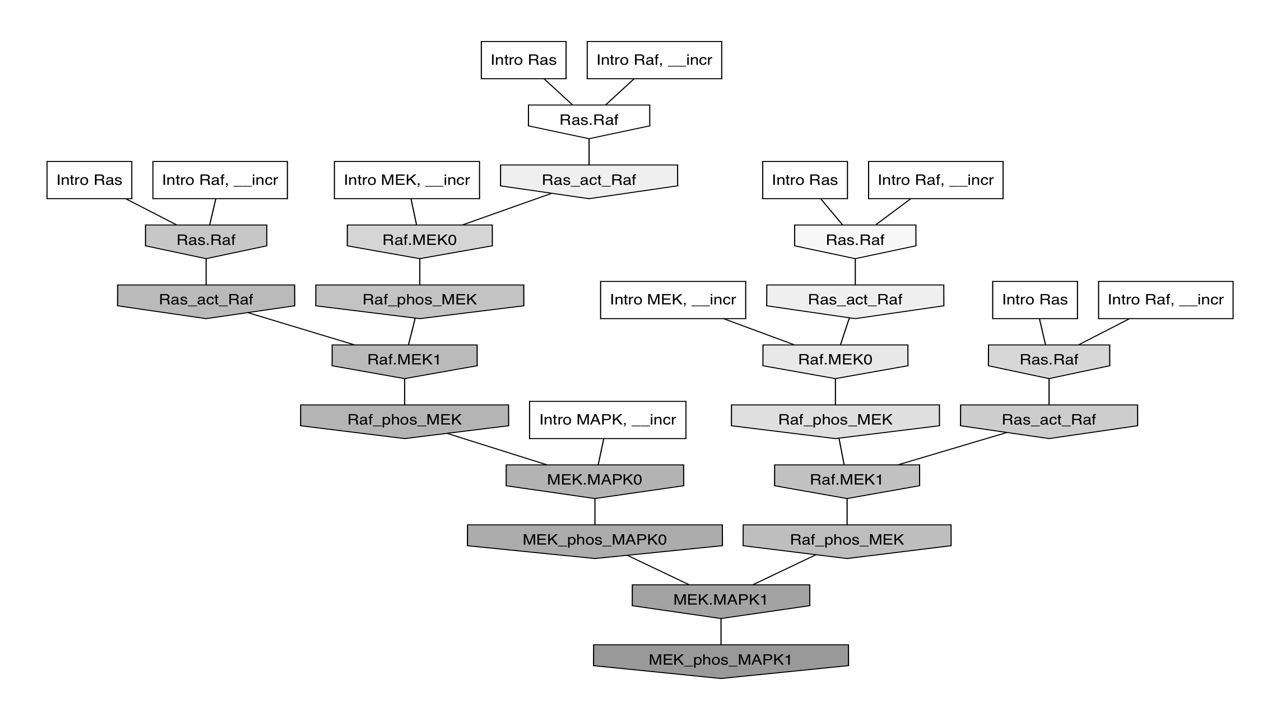 Intro Ras
Intro Raf, __incr
Ras.Raf
Intro Ras
Intro Raf, __incr
Intro MEK, __incr
Ras_act_Raf
Intro Ras
Intro Raf, __incr
Ras.Raf
Raf.MEK0
Ras.Raf
Ras_act_Raf
Raf_phos_MEK
Intro MEK, __incr
Ras_act_Raf
Intro Ras
Intro Raf, __incr
Raf.MEK1
Raf.MEK0
Ras.Raf
Raf_phos_MEK
Intro MAPK, __incr
Raf_phos_MEK
Ras_act_Raf
MEK.MAPK0
Raf.MEK1
MEK_phos_MAPK0
Raf_phos_MEK
MEK.MAPK1
MEK_phos_MAPK1